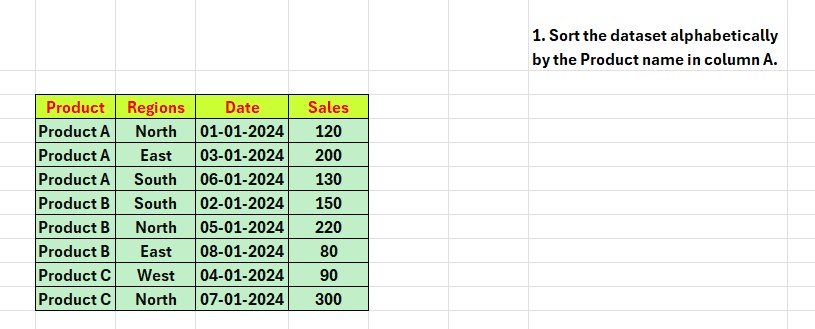 1. Sort the dataset alphabetically
by the Product name in column A.
Product Regions Date Sales
Product A North 01-01-2024 120
Product A East 03-01-2024 200
Product A South 06-01-2024 130
Product B South 02-01-2024 150
Product B North 05-01-2024 220
Product B East 08-01-2024 80
Product C West 04-01-2024 90
Product C North 07-01-2024 300